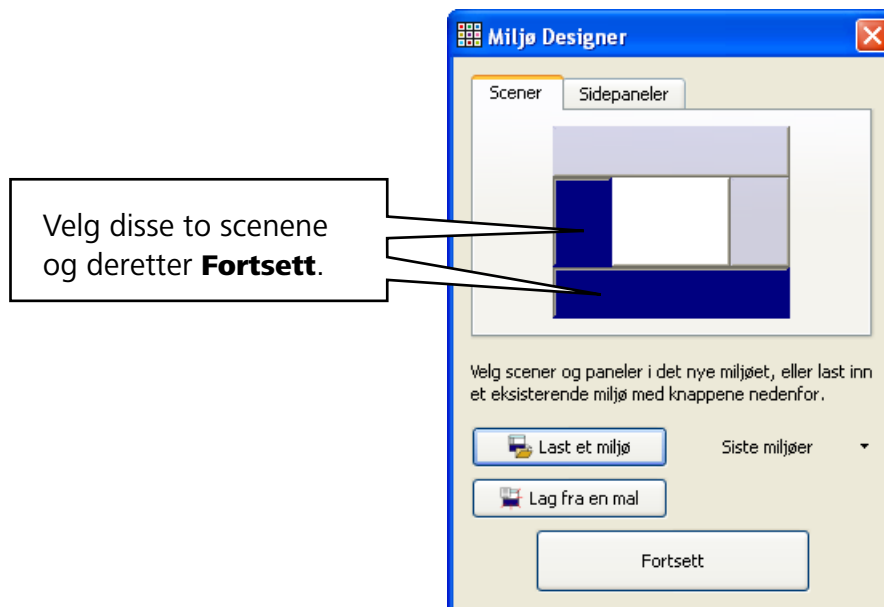 Miljø Designer
Scener
Sidepaneler
Velg disse to scenene
og deretter Fortsett.
Velg scener og paneler i det nye miljøet, eller last inn
et eksisterende miljø med knappene nedenfor.
Last et miljø
Siste miljøer
Lag fra en mal
Fortsett